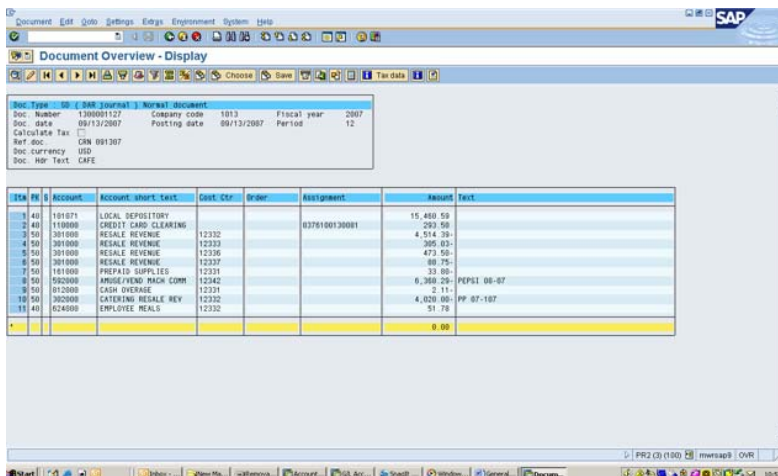 Document Edit Goto Settings Extras Environment System Help
SAP
Document Overview - Display
Choose Save Tax data
Doc.Type : SD ( DAR journal ) Normal document
Doc. Number 1300001127 Company code 1013 Fiscal year 2007
Doc. date 09/13/2007 Posting date 09/13/2007 Period 12
Calculate Tax
Ref.doc. CRN 091307
Doc.currency USD
Doc. Hdr Text CAFE
Itm PK S Account Account short text Cost Ctr Order Assignment Amount Text
1 40 101071 LOCAL DEPOSITORY 15,460.59
2 40 110000 CREDIT CARD CLEARING 0376100130081 293.50
3 50 301000 RESALE REVENUE 12332 4,514.39-
4 50 301000 RESALE REVENUE 12333 305.03-
5 50 301000 RESALE REVENUE 12336 473.50-
6 50 301000 RESALE REVENUE 12337 80.75-
7 50 161000 PREPAID SUPPLIES 12331 33.80-
8 50 592000 AMUSE/VEND MACH COMM 12342 6,360.29- PEPSI 08-07
9 50 812000 CASH OVERAGE 12331 2.11-
10 50 302000 CATERING RESALE REV 12332 4,020.00- PP 07-107
11 40 624000 EMPLOYEE MEALS 12332 51.78
* 0.00
PR2 (3) (100) mwrsap9 OVR
Start Inbox - ... New Me... Account... General... Docum...